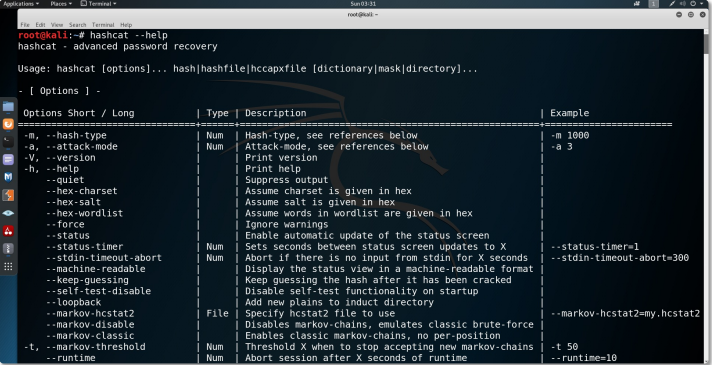 Applications ▾ Places ▾ Terminal ▾ Sun 03:31 1
root@kali: ~
File Edit View Search Terminal Help
root@kali:~# hashcat --help
hashcat - advanced password recovery
Usage: hashcat [options]... hash|hashfile|hccapxfile [dictionary|mask|directory]...
- [ Options ] -
Options Short / Long | Type | Description | Example
================================+======+======================================================+=======================
-m, --hash-type | Num | Hash-type, see references below | -m 1000
-a, --attack-mode | Num | Attack-mode, see references below | -a 3
-V, --version | | Print version |
-h, --help | | Print help |
--quiet | | Suppress output |
--hex-charset | | Assume charset is given in hex |
--hex-salt | | Assume salt is given in hex |
--hex-wordlist | | Assume words in wordlist are given in hex |
--force | | Ignore warnings |
--status | | Enable automatic update of the status screen |
--status-timer | Num | Sets seconds between status screen updates to X | --status-timer=1
--stdin-timeout-abort | Num | Abort if there is no input from stdin for X seconds | --stdin-timeout-abort=300
--machine-readable | | Display the status view in a machine-readable format |
--keep-guessing | | Keep guessing the hash after it has been cracked |
--self-test-disable | | Disable self-test functionality on startup |
--loopback | | Add new plains to induct directory |
--markov-hcstat2 | File | Specify hcstat2 file to use | --markov-hcstat2=my.hcstat2
--markov-disable | | Disables markov-chains, emulates classic brute-force |
--markov-classic | | Enables classic markov-chains, no per-position |
-t, --markov-threshold | Num | Threshold X when to stop accepting new markov-chains | -t 50
--runtime | Num | Abort session after X seconds of runtime | --runtime=10